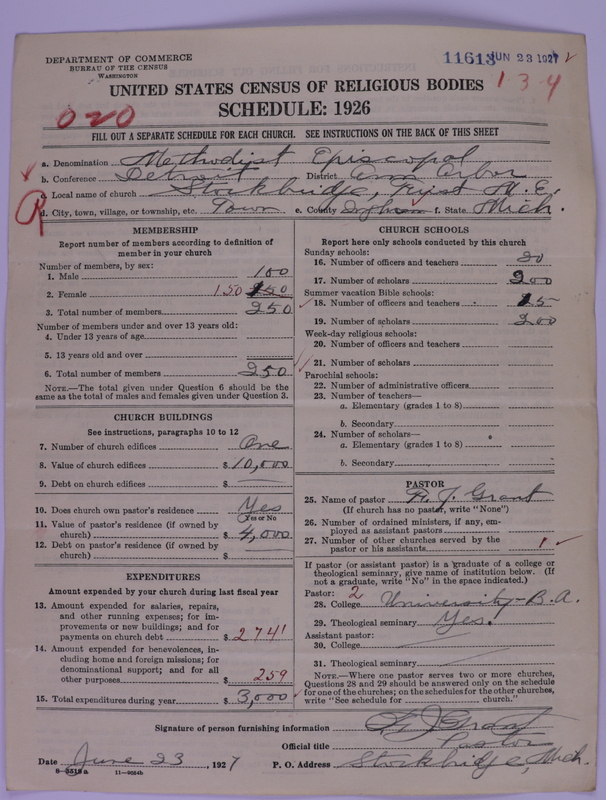 DEPARTMENT OF COMMERCE
BUREAU OF THE CENSUS
WASHINGTON
11613 JUN 23 1927
1 3 4
UNITED STATES CENSUS OF RELIGIOUS BODIES
SCHEDULE: 1926
FILL OUT A SEPARATE SCHEDULE FOR EACH CHURCH. SEE INSTRUCTIONS ON THE BACK OF THIS SHEET
a. Denomination Methodist Episcopal
b. Conference Detroit District Ann Arbor
c. Local name of church Stockbridge, First M. E.
d. City, town, village, or township, etc. Town e. County Ingham f. State Mich.
MEMBERSHIP
Report number of members according to definition of member in your church
Number of members, by sex:
1. Male 100
2. Female 150 150
3. Total number of members 250
Number of members under and over 13 years old:
4. Under 13 years of age
5. 13 years old and over
6. Total number of members 250
NOTE.—The total given under Question 6 should be the same as the total of males and females given under Question 3.
CHURCH BUILDINGS
See instructions, paragraphs 10 to 12
7. Number of church edifices One
8. Value of church edifices $10,000
9. Debt on church edifices $
10. Does church own pastor's residence Yes
Yes or No
11. Value of pastor's residence (if owned by church) $4,000
12. Debt on pastor's residence (if owned by church) $
EXPENDITURES
Amount expended by your church during last fiscal year
13. Amount expended for salaries, repairs, and other running expenses; for improvements or new buildings; and for payments on church debt $2741
14. Amount expended for benevolences, including home and foreign missions; for denominational support; and for all other purposes $259
15. Total expenditures during year $3,000
CHURCH SCHOOLS
Report here only schools conducted by this church
Sunday schools:
16. Number of officers and teachers 20
17. Number of scholars 200
Summer vacation Bible schools:
18. Number of officers and teachers 15
19. Number of scholars 200
Week-day religious schools:
20. Number of officers and teachers
21. Number of scholars
Parochial schools:
22. Number of administrative officers
23. Number of teachers—
a. Elementary (grades 1 to 8)
b. Secondary
24. Number of scholars—
a. Elementary (grades 1 to 8)
b. Secondary
PASTOR
25. Name of pastor J. Grant
(If church has no pastor, write "None")
26. Number of ordained ministers, if any, employed as assistant pastors
27. Number of other churches served by the pastor or his assistants 1
If pastor (or assistant pastor) is a graduate of a college or theological seminary, give name of institution below. (If not a graduate, write "No" in the space indicated.)
Pastor: 2
28. College University - B.A.
29. Theological seminary Yes.
Assistant pastor:
30. College
31. Theological seminary
NOTE.—Where one pastor serves two or more churches, Questions 28 and 29 should be answered only on the schedule for one of the churches; on the schedules for the other churches, write "See schedule for church."
Signature of person furnishing information J Grant
Official title Pastor
Date June 23, 1927 P. O. Address Stockbridge, Mich.
8-5512a 11-9024b